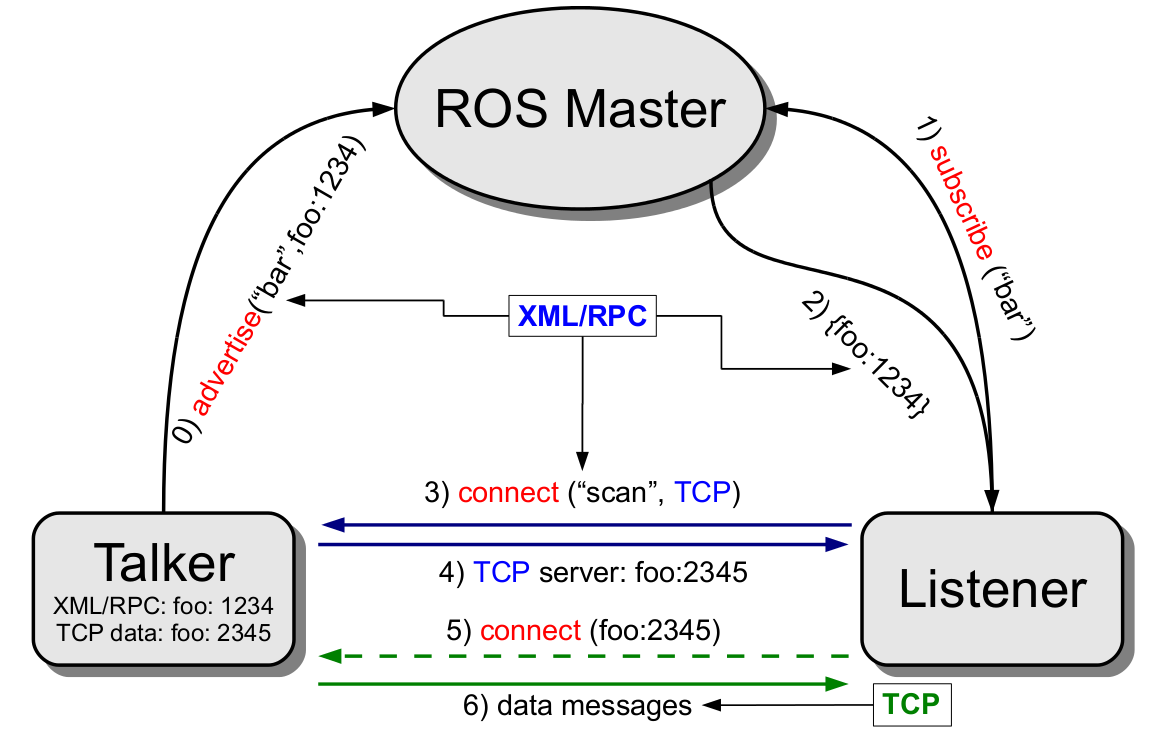 ROS Master
0) advertise(“bar”,foo:1234)
1) subscribe (“bar”)
XML/RPC
2) {foo:1234}
3) connect (“scan”, TCP)
Talker
XML/RPC: foo: 1234
TCP data: foo: 2345
4) TCP server: foo:2345
Listener
5) connect (foo:2345)
6) data messages
TCP